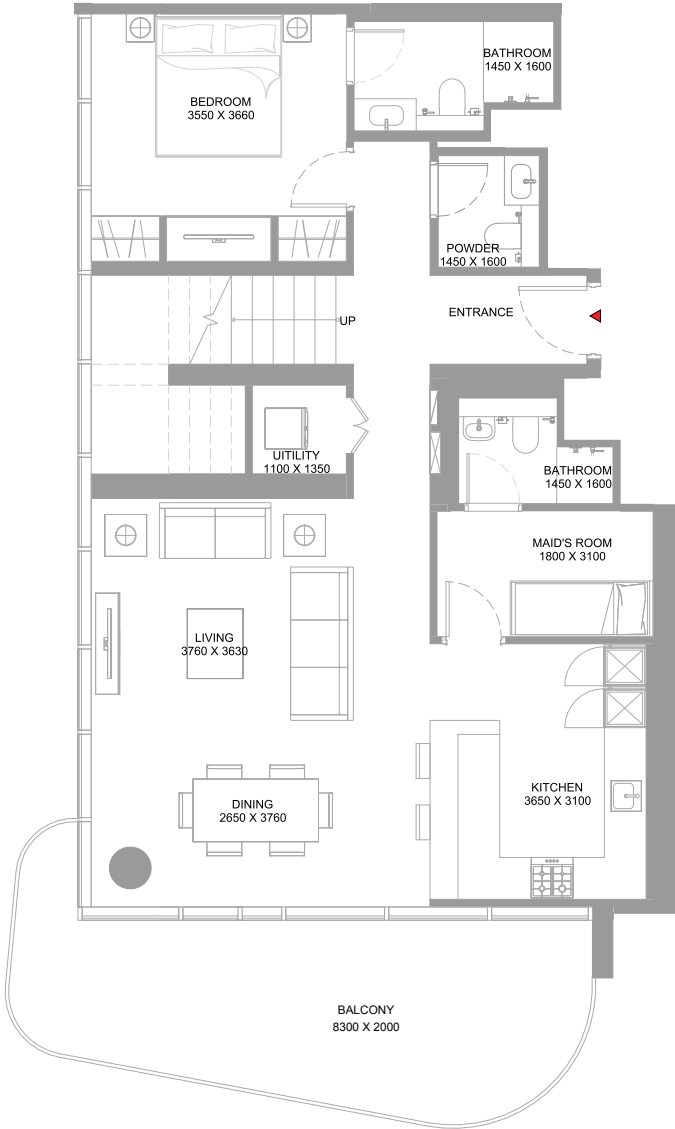 BATHROOM
1450 X 1600
BEDROOM
3550 X 3660
POWDER
1450 X 1600
ENTRANCE
UP
UITILITY
1100 X 1350
BATHROOM
1450 X 1600
MAID'S ROOM
1800 X 3100
LIVING
3760 X 3630
KITCHEN
3650 X 3100
DINING
2650 X 3760
BALCONY
8300 X 2000